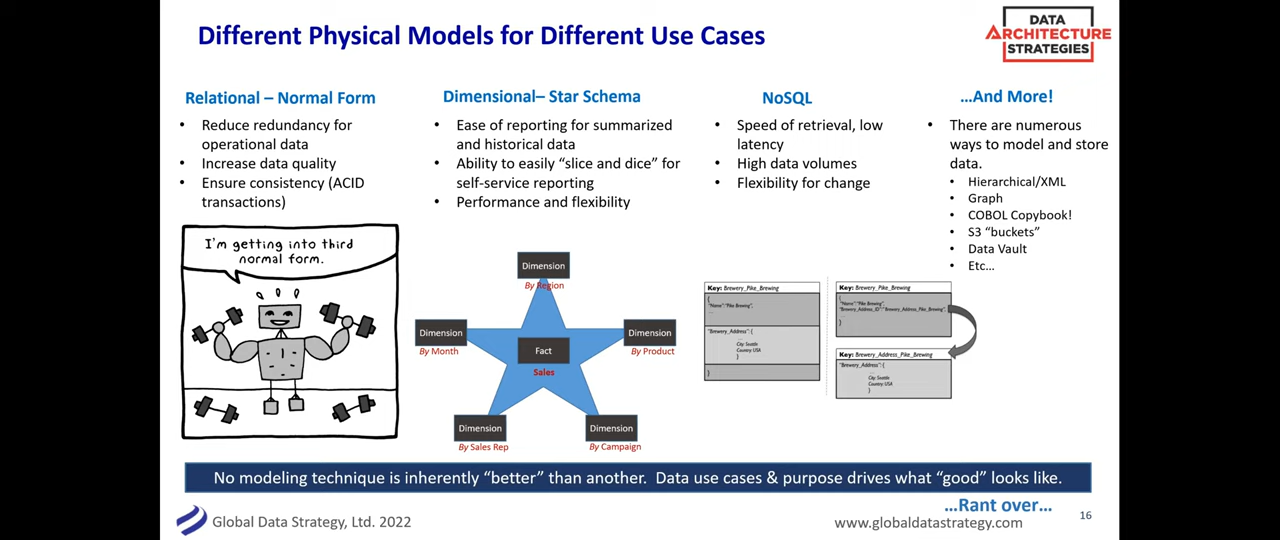 Different Physical Models for Different Use Cases
DATA
ARCHITECTURE
STRATEGIES
Relational – Normal Form
• Reduce redundancy for
operational data
• Increase data quality
• Ensure consistency (ACID
transactions)
I'm getting into third
normal form.
Dimensional– Star Schema
• Ease of reporting for summarized
and historical data
• Ability to easily “slice and dice” for
self-service reporting
• Performance and flexibility
Dimension
By Region
Dimension
By Month
Dimension
By Product
Fact
Sales
Dimension
By Sales Rep
Dimension
By Campaign
NoSQL
• Speed of retrieval, low
latency
• High data volumes
• Flexibility for change
Key: Brewery_Pike_Brewing
{
"Name":"Pike Brewing",
"Brewery_Address": {
City: Seattle
Country: USA
}
}
Key: Brewery_Pike_Brewing
{
"Name":"Pike Brewing",
"Brewery_Address_ID":"Brewery_Address_Pike_Brewing"
}
Key: Brewery_Address_Pike_Brewing
"Brewery_Address": {
City: Seattle
Country: USA
}
…And More!
• There are numerous
ways to model and store
data.
• Hierarchical/XML
• Graph
• COBOL Copybook!
• S3 “buckets”
• Data Vault
• Etc…
No modeling technique is inherently “better” than another. Data use cases & purpose drives what “good” looks like.
…Rant over…
Global Data Strategy, Ltd. 2022
www.globaldatastrategy.com
16